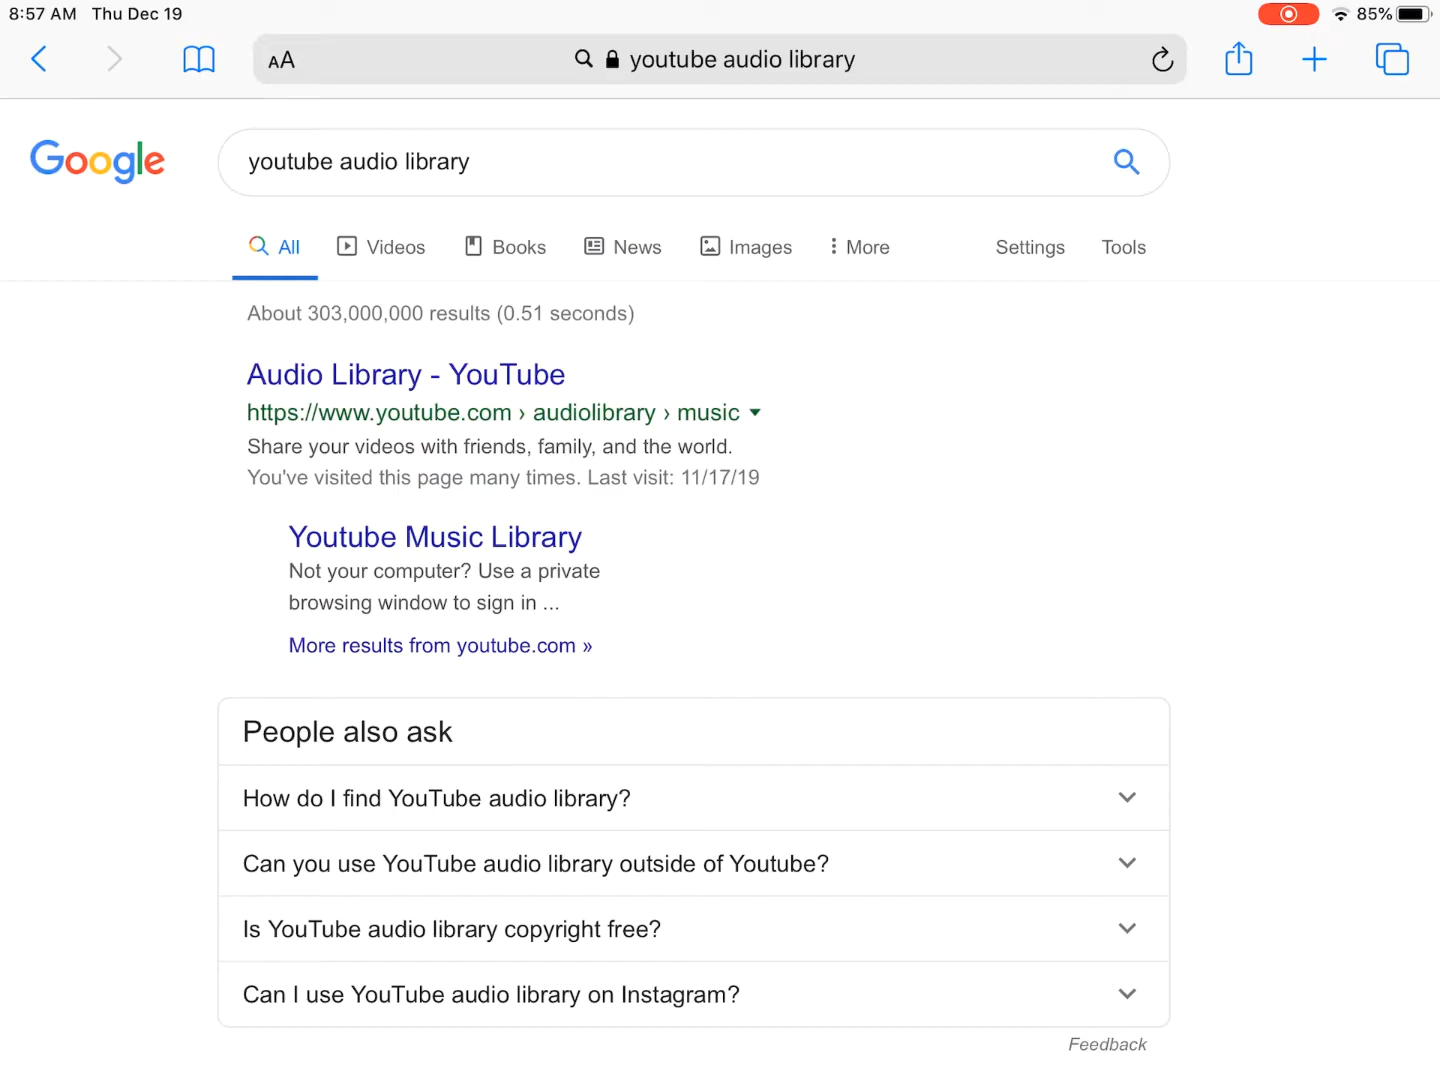 8:57 AM Thu Dec 19 85%
AA youtube audio library
Google youtube audio library
All Videos Books News Images More Settings Tools
About 303,000,000 results (0.51 seconds)
Audio Library - YouTube
https://www.youtube.com › audiolibrary › music
Share your videos with friends, family, and the world.
You've visited this page many times. Last visit: 11/17/19
Youtube Music Library
Not your computer? Use a private
browsing window to sign in ...
More results from youtube.com »
People also ask
How do I find YouTube audio library?
Can you use YouTube audio library outside of Youtube?
Is YouTube audio library copyright free?
Can I use YouTube audio library on Instagram?
Feedback